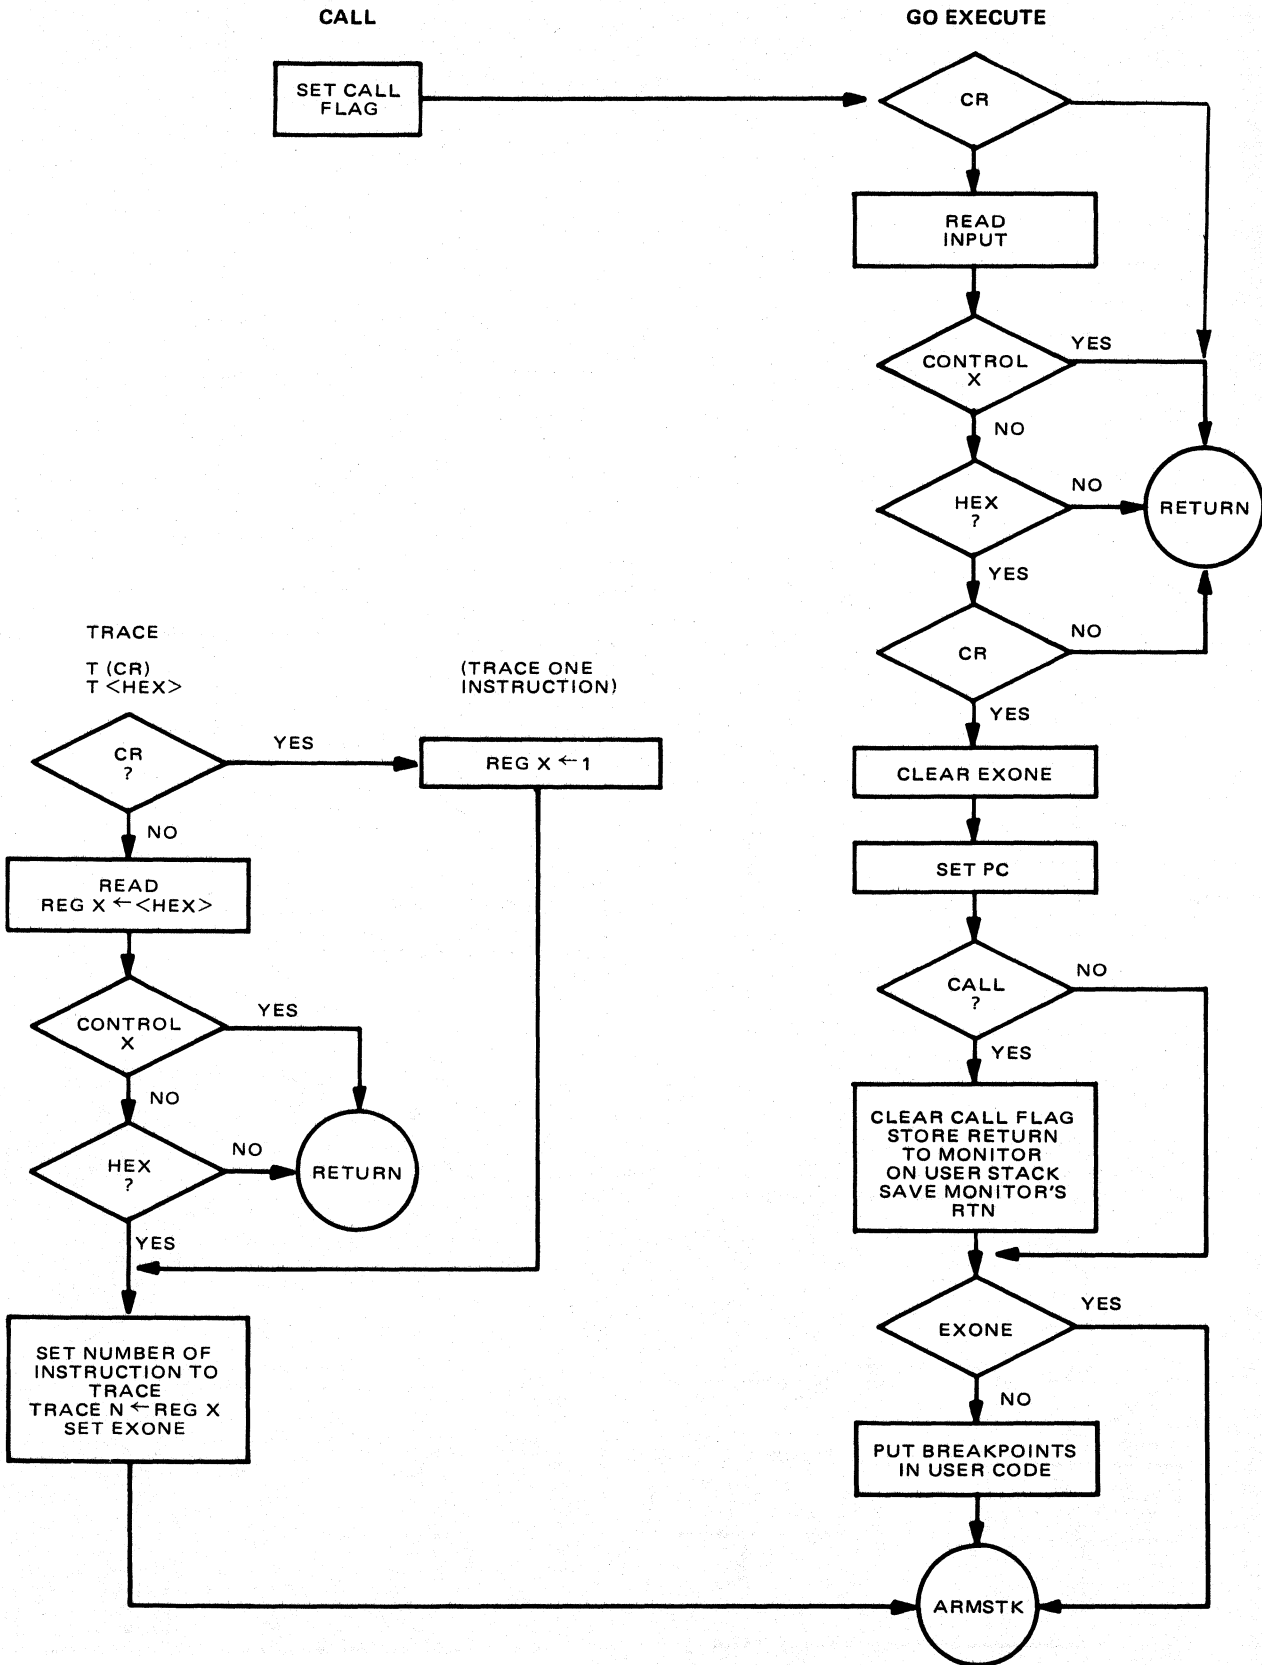 CALL
GO EXECUTE
SET CALL
FLAG
CR
READ
INPUT
CONTROL
X
YES
NO
HEX
?
NO
RETURN
YES
CR
NO
YES
CLEAR EXONE
SET PC
CALL
?
NO
YES
CLEAR CALL FLAG
STORE RETURN
TO MONITOR
ON USER STACK
SAVE MONITOR'S
RTN
EXONE
YES
NO
PUT BREAKPOINTS
IN USER CODE
ARMSTK
TRACE
T (CR)
T <HEX>
(TRACE ONE
INSTRUCTION)
CR
?
YES
REG X ← 1
NO
READ
REG X ← <HEX>
CONTROL
X
YES
NO
HEX
?
NO
RETURN
YES
SET NUMBER OF
INSTRUCTION TO
TRACE
TRACE N ← REG X
SET EXONE